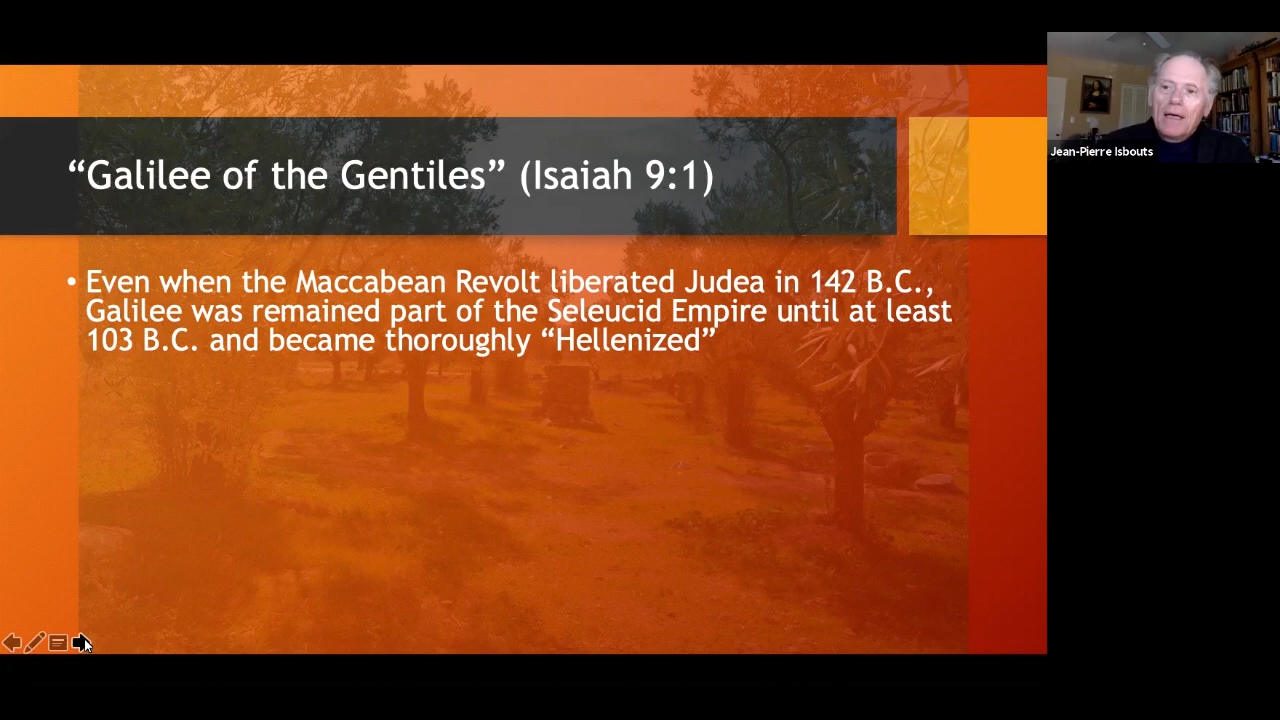 “Galilee of the Gentiles” (Isaiah 9:1)
• Even when the Maccabean Revolt liberated Judea in 142 B.C.,
Galilee was remained part of the Seleucid Empire until at least
103 B.C. and became thoroughly “Hellenized”
Jean-Pierre Isbouts